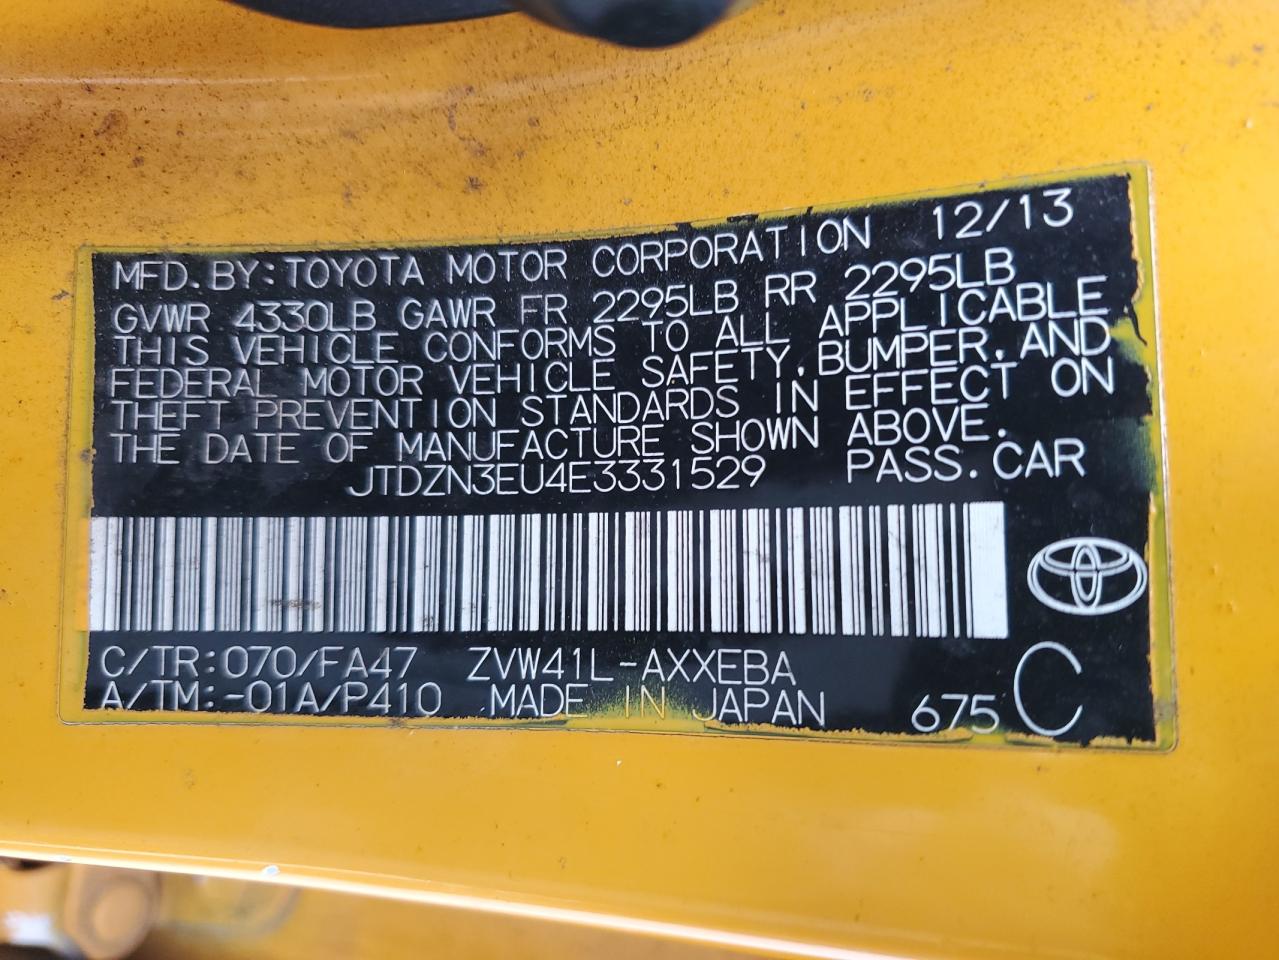 MFD. BY: TOYOTA MOTOR CORPORATION 12/13
GVWR 4330LB GAWR FR 2295LB RR 2295LB
THIS VEHICLE CONFORMS TO ALL APPLICABLE
FEDERAL MOTOR VEHICLE SAFETY, BUMPER, AND
THEFT PREVENTION STANDARDS IN EFFECT ON
THE DATE OF MANUFACTURE SHOWN ABOVE.
JTDZN3EU4E3331529 PASS. CAR
C/TR: 070/FA47 ZVW41L-AXXEBA
A/TM: -01A/P410 MADE IN JAPAN 675 C